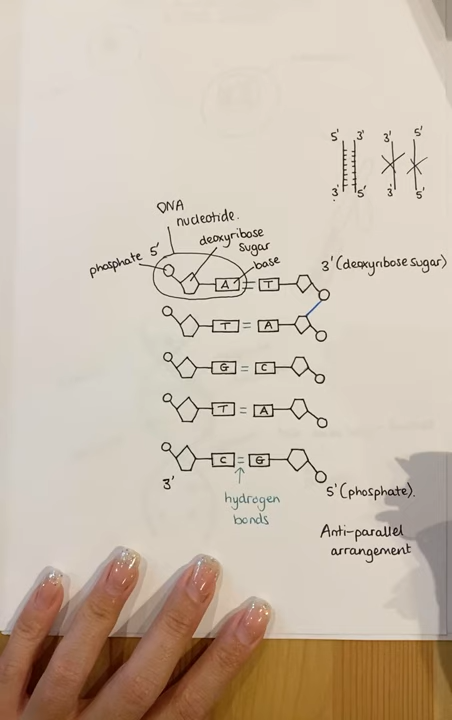 5' 3' 3' 5'
3' 5' 3' 5'
DNA
nucleotide.
deoxyribose
sugar
phosphate 5'
base
3' (deoxyribose sugar)
A = T
T = A
G = C
T = A
C = G
3'
hydrogen
bonds
5' (phosphate).
Anti-parallel
arrangement